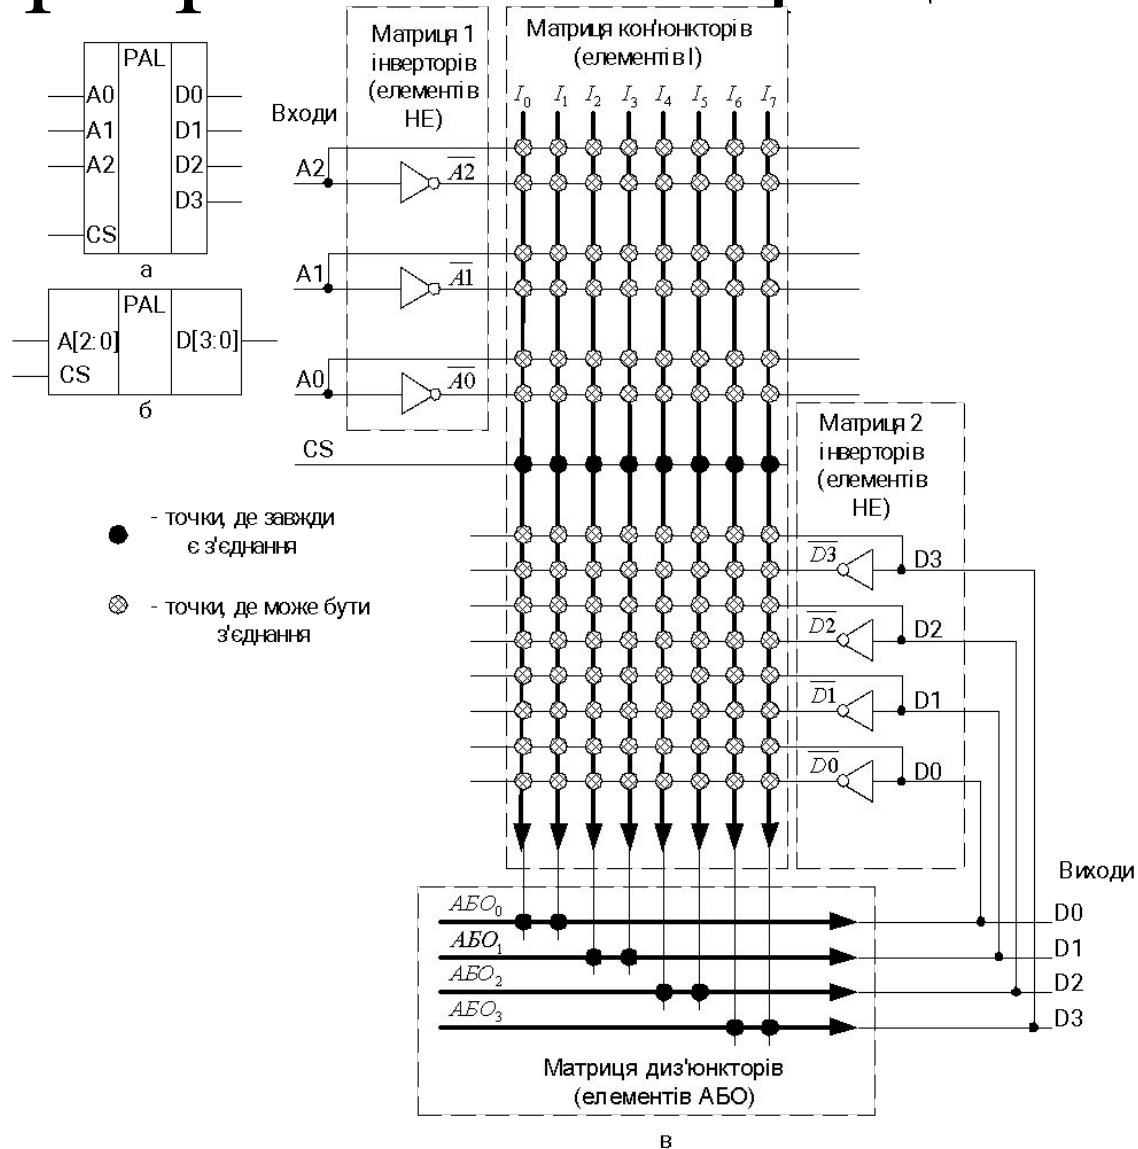 PAL
A0
A1
A2
CS
D0
D1
D2
D3
а
PAL
A[2:0]
CS
D[3:0]
б
- точки, де завжди
є з'єднання
- точки, де може бути
з'єднання
Входи
Матриця 1
інверторів
(елементів
НЕ)
A2
A2
A1
A1
A0
A0
CS
Матриця кон'юнкторів
(елементів І)
I0 I1 I2 I3 I4 I5 I6 I7
Матриця 2
інверторів
(елементів
НЕ)
D3 D3
D2 D2
D1 D1
D0 D0
Виходи
АБО0 D0
АБО1 D1
АБО2 D2
АБО3 D3
Матриця диз'юнкторів
(елементів АБО)
в